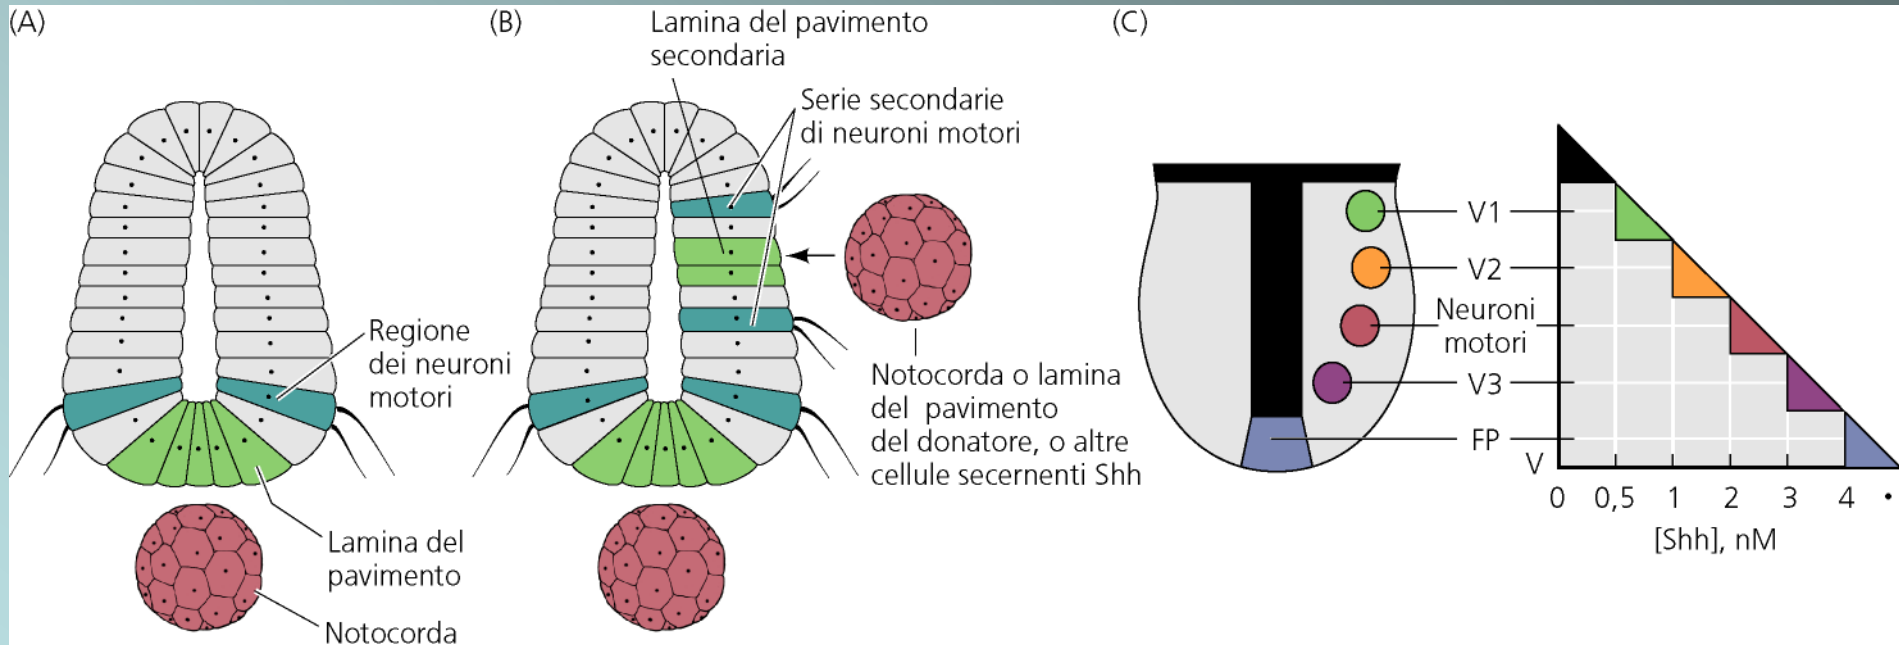 (A)
Regione
dei neuroni
motori
Lamina del
pavimento
Notocorda
(B)
Lamina del pavimento
secondaria
Serie secondarie
di neuroni motori
Notocorda o lamina
del pavimento
del donatore, o altre
cellule secernenti Shh
(C)
V1
V2
Neuroni
motori
V3
FP
V
0 0,5 1 2 3 4
[Shh], nM